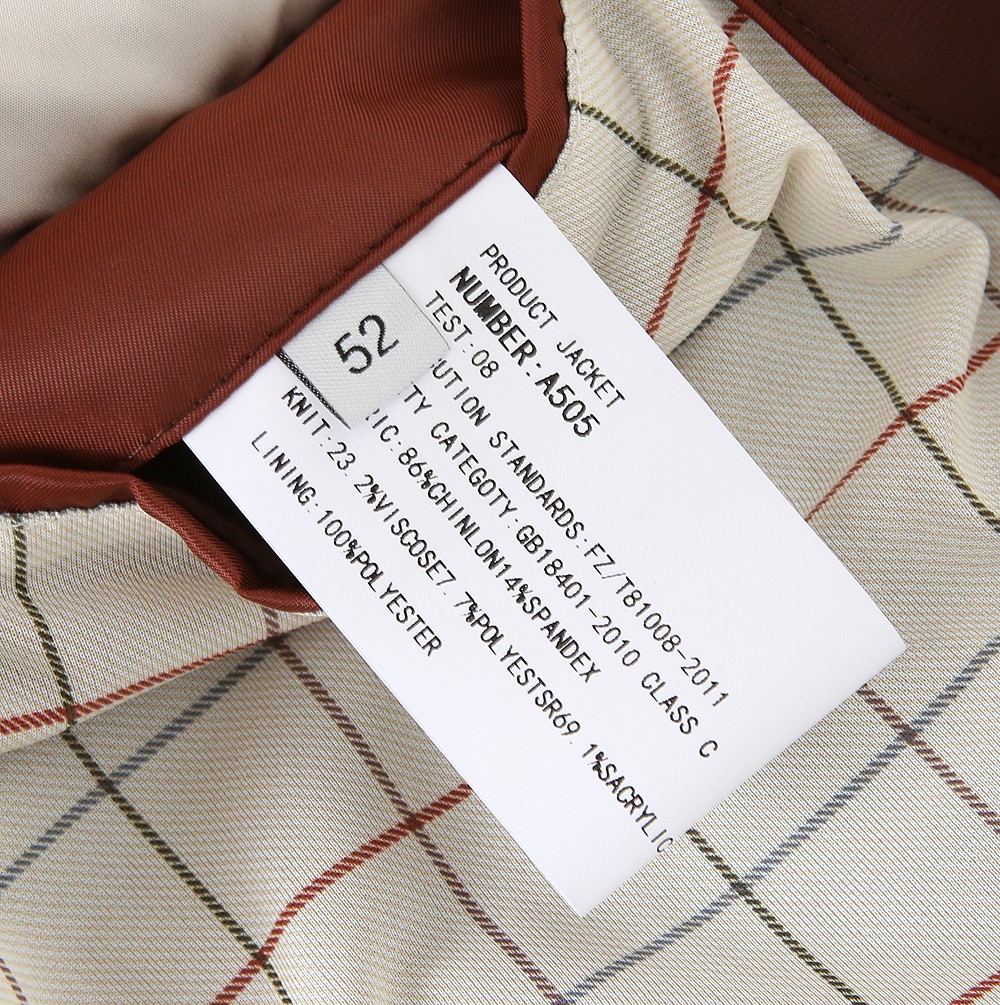 PRODUCT JACKET
NUMBER:A505
TEST:08
UTION STANDARDS:FZ/T81008-2011
TY CATEGOTY:GB18401-2010 CLASS C
RIC:86%CHINLON14%SPANDEX
KNIT:23.2%VISCOSE7.7%POLYESTSR69.1%SACRYLIC
LINING:100%POLYESTER
52